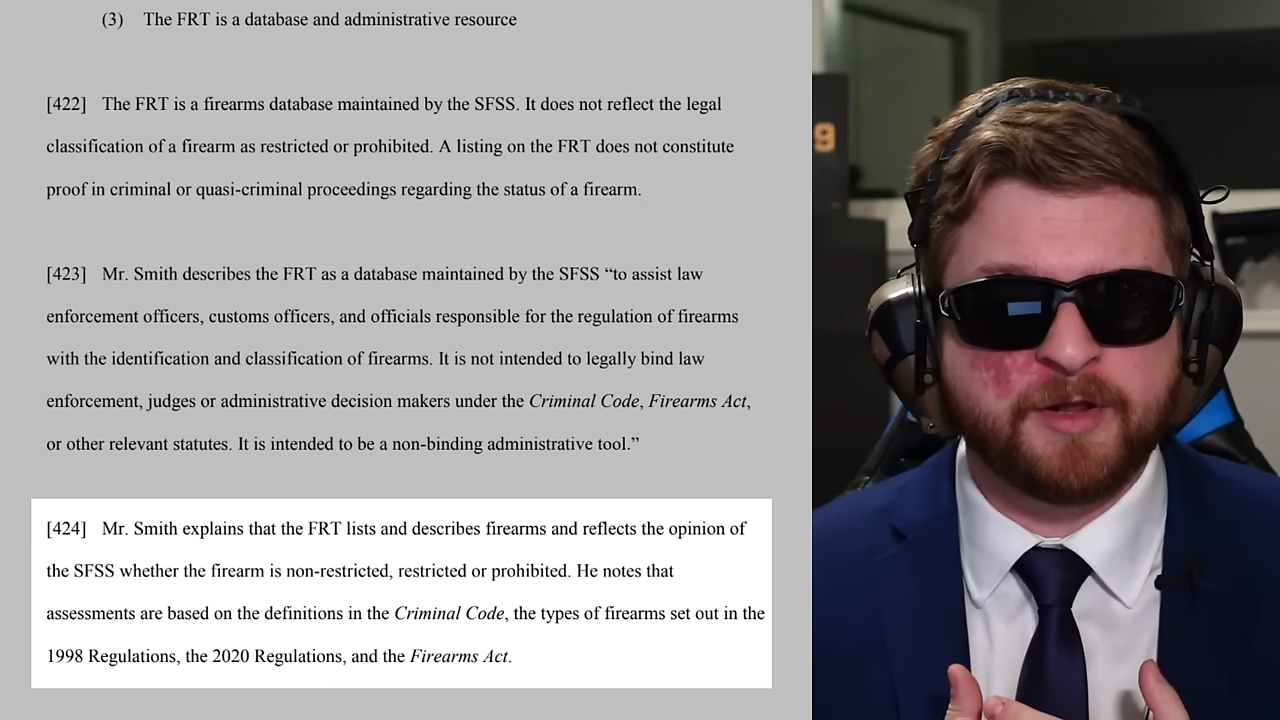 (3) The FRT is a database and administrative resource
[422] The FRT is a firearms database maintained by the SFSS. It does not reflect the legal
classification of a firearm as restricted or prohibited. A listing on the FRT does not constitute
proof in criminal or quasi-criminal proceedings regarding the status of a firearm.
[423] Mr. Smith describes the FRT as a database maintained by the SFSS “to assist law
enforcement officers, customs officers, and officials responsible for the regulation of firearms
with the identification and classification of firearms. It is not intended to legally bind law
enforcement, judges or administrative decision makers under the Criminal Code, Firearms Act,
or other relevant statutes. It is intended to be a non-binding administrative tool.”
[424] Mr. Smith explains that the FRT lists and describes firearms and reflects the opinion of
the SFSS whether the firearm is non-restricted, restricted or prohibited. He notes that
assessments are based on the definitions in the Criminal Code, the types of firearms set out in the
1998 Regulations, the 2020 Regulations, and the Firearms Act.
9